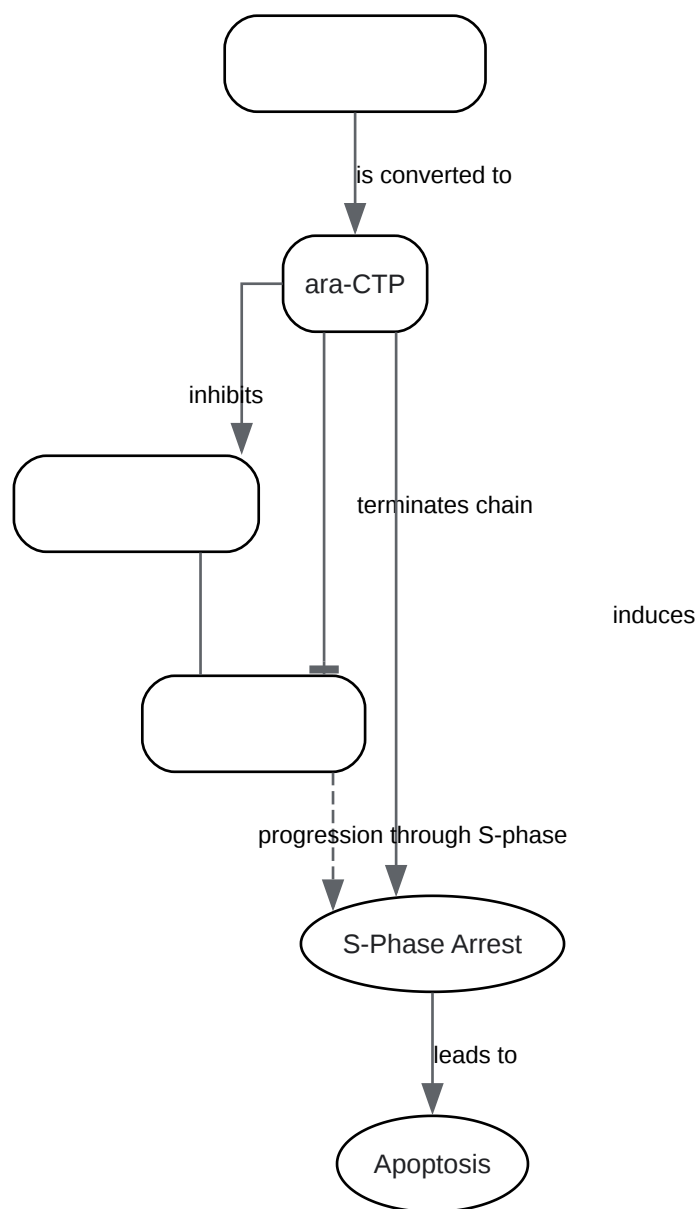 is converted to
ara-CTP
inhibits
terminates chain
induces
progression through S-phase
S-Phase Arrest
leads to
Apoptosis